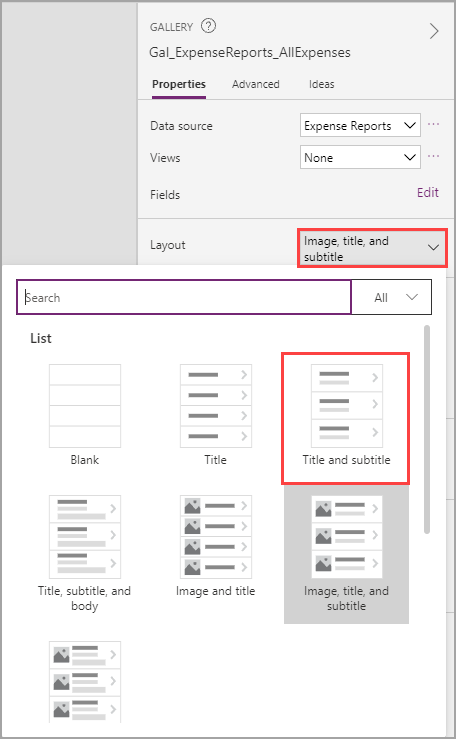 GALLERY ?
Gal_ExpenseReports_AllExpenses
Properties Advanced Ideas
Data source Expense Reports ...
Views None ...
Fields Edit
Layout Image, title, and
subtitle
Search All
List
Blank Title Title and subtitle
Title, subtitle, and
body
Image and title
Image, title, and
subtitle